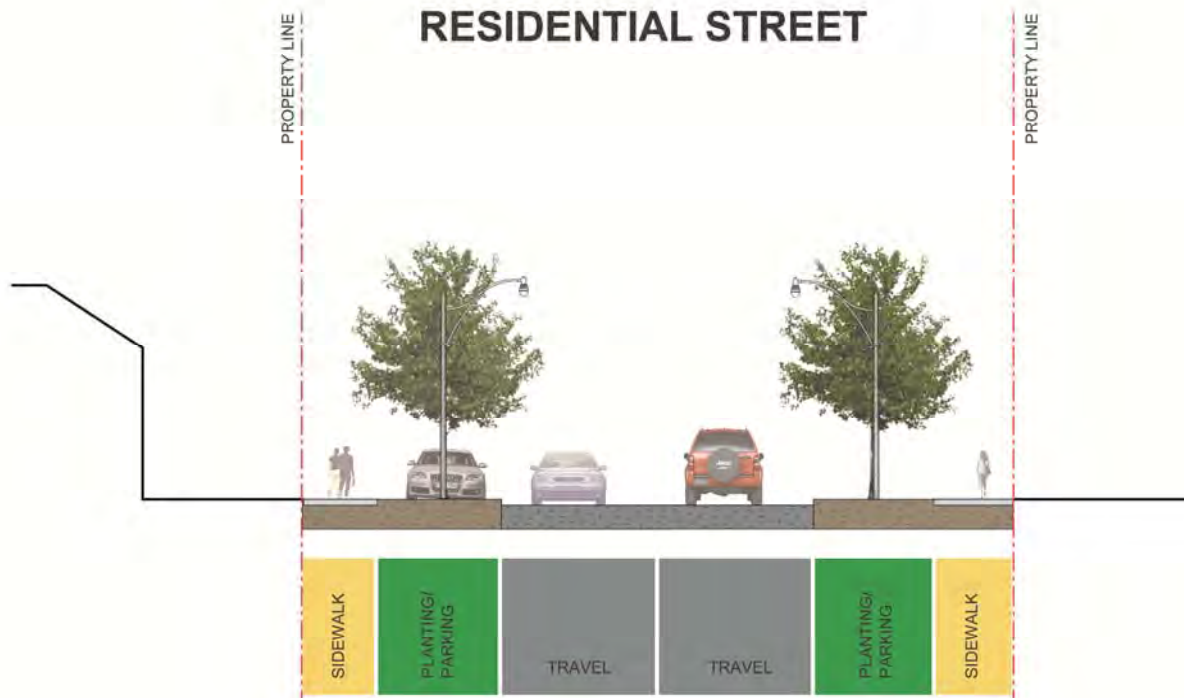 RESIDENTIAL STREET
PROPERTY LINE
PROPERTY LINE
SIDEWALK
PLANTING/
PARKING
TRAVEL
TRAVEL
PLANTING/
PARKING
SIDEWALK